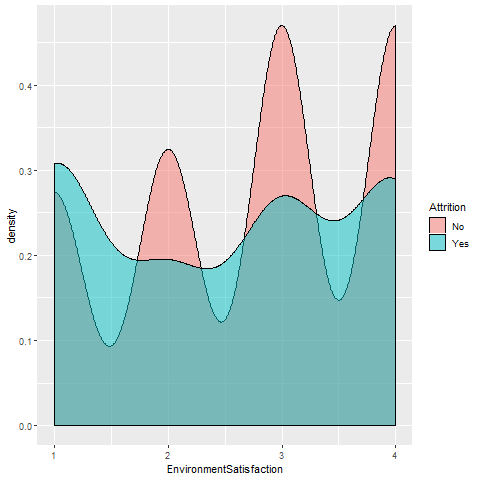 density
0.4
0.3
0.2
0.1
0.0
1 2 3 4
EnvironmentSatisfaction
Attrition
No
Yes